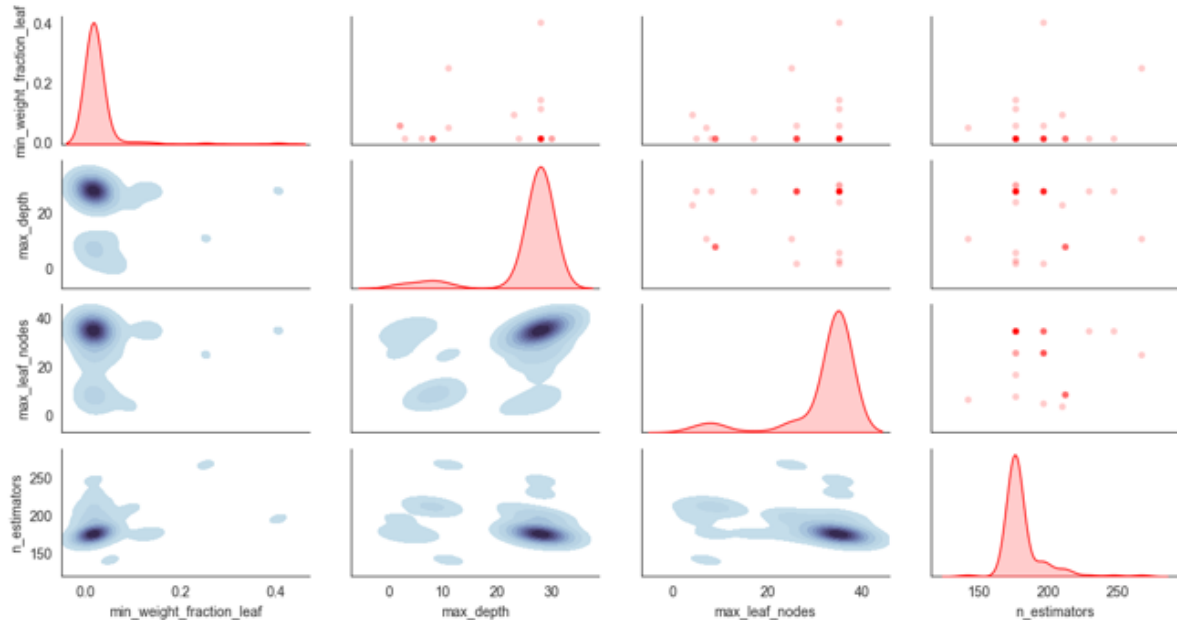 min_weight_fraction_leaf
0.4
0.2
0.0
max_depth
20
0
max_leaf_nodes
40
20
0
n_estimators
250
200
150
0.0 0.2 0.4
min_weight_fraction_leaf
0 10 20 30
max_depth
0 20 40
max_leaf_nodes
150 200 250
n_estimators